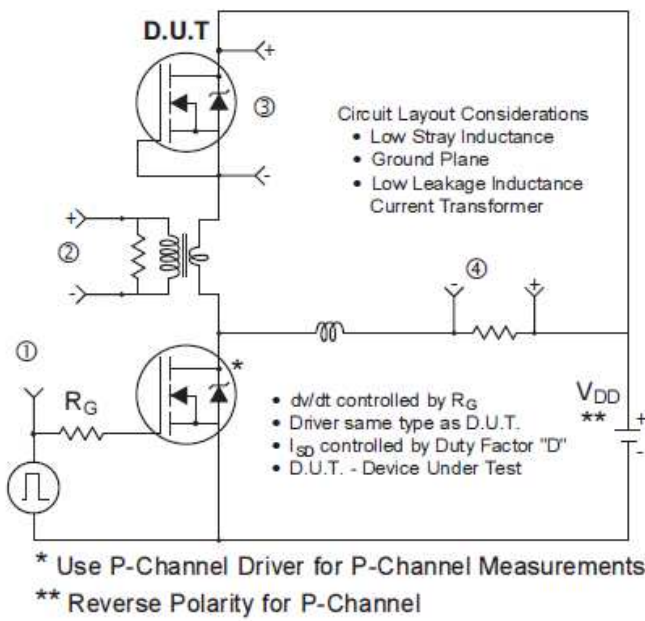 D.U.T
+
③
-
Circuit Layout Considerations
• Low Stray Inductance
• Ground Plane
• Low Leakage Inductance
Current Transformer
+
②
-
④
-
+
①
*
RG
VDD
**
+
-
• dv/dt controlled by RG
• Driver same type as D.U.T.
• ISD controlled by Duty Factor "D"
• D.U.T. - Device Under Test
* Use P-Channel Driver for P-Channel Measurements
** Reverse Polarity for P-Channel